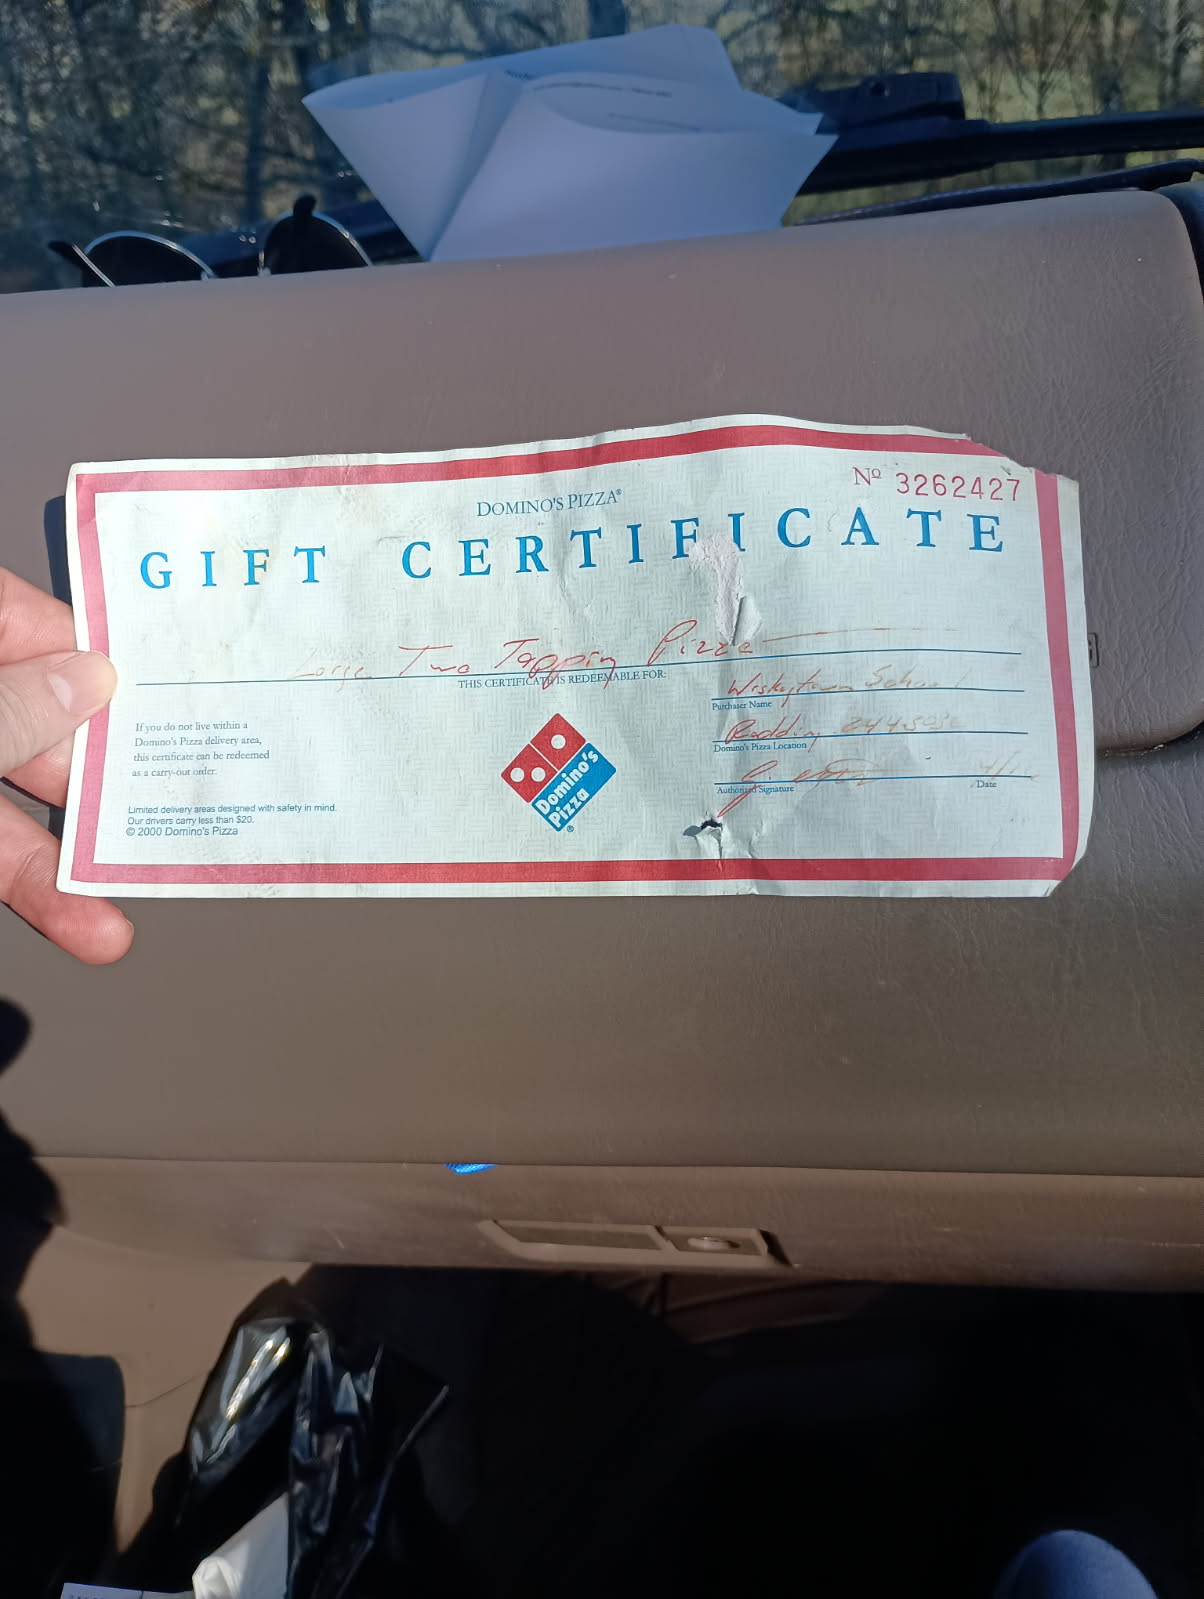 Nº 3262427
DOMINO'S PIZZA®
GIFT CERTIFICATE
Large Two Topping Pizza
THIS CERTIFICATE IS REDEEMABLE FOR:
Wiskeytown School
Purchaser Name
Redding
Domino's Pizza Location
Authorized Signature
Date
If you do not live within a
Domino's Pizza delivery area,
this certificate can be redeemed
as a carry-out order.
Domino's
Pizza
®
Limited delivery areas designed with safety in mind.
Our drivers carry less than $20.
© 2000 Domino's Pizza